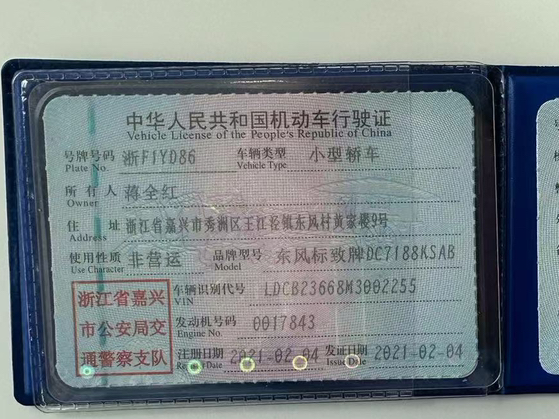 中华人民共和国机动车行驶证
Vehicle License of the People's Republic of China
号牌号码 浙F1YD86 车辆类型 小型轿车
Plate No. Vehicle Type
所有人 蒋全红
Owner
住址 浙江省嘉兴市秀洲区王江泾镇东风村黄家楼9号
Address
使用性质 非营运 品牌型号 东风标致牌DC7188KSAB
Use Character Model
浙江省嘉兴
市公安局交
通警察支队
车辆识别代号 LDCB23668M3002255
VIN
发动机号码 0017843
Engine No.
注册日期 2021-02-04 发证日期 2021-02-04
Register Date Issue Date